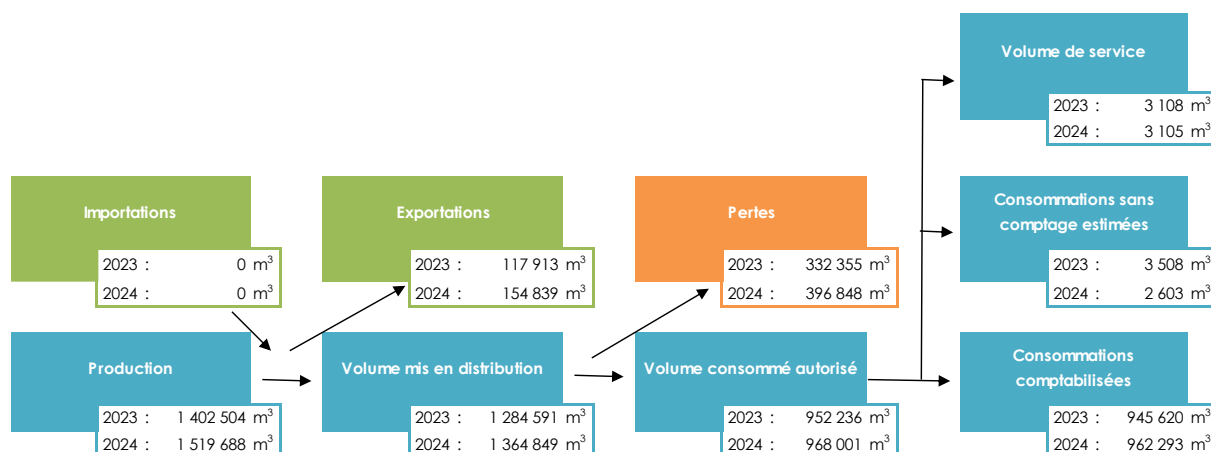 Volume de service
2023 : 3 108 m³
2024 : 3 105 m³
Importations
2023 : 0 m³
2024 : 0 m³
Exportations
2023 : 117 913 m³
2024 : 154 839 m³
Pertes
2023 : 332 355 m³
2024 : 396 848 m³
Consommations sans
comptage estimées
2023 : 3 508 m³
2024 : 2 603 m³
Production
2023 : 1 402 504 m³
2024 : 1 519 688 m³
Volume mis en distribution
2023 : 1 284 591 m³
2024 : 1 364 849 m³
Volume consommé autorisé
2023 : 952 236 m³
2024 : 968 001 m³
Consommations
comptabilisées
2023 : 945 620 m³
2024 : 962 293 m³